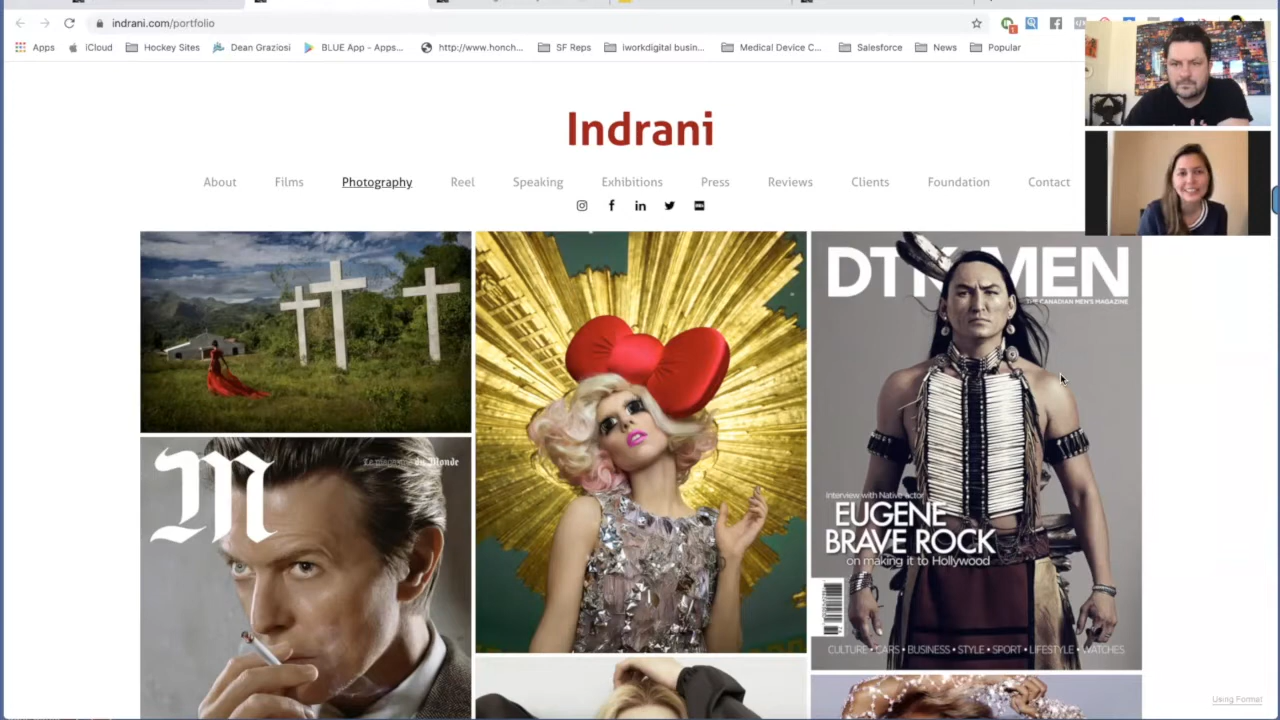 indrani.com/portfolio
Apps
iCloud
Hockey Sites
Dean Graziosi
BLUE App - Apps...
http://www.honch...
SF Reps
iworkdigital busin...
Medical Device C...
Salesforce
News
Popular
Indrani
About
Films
Photography
Reel
Speaking
Exhibitions
Press
Reviews
Clients
Foundation
Contact
M
Le magazine du Monde
DTK MEN
THE CANADIAN MEN'S MAGAZINE
Interview with Native actor
EUGENE
BRAVE ROCK
on making it to Hollywood
CULTURE • CARS • BUSINESS • STYLE • SPORT • LIFESTYLE • WATCHES
Using Format